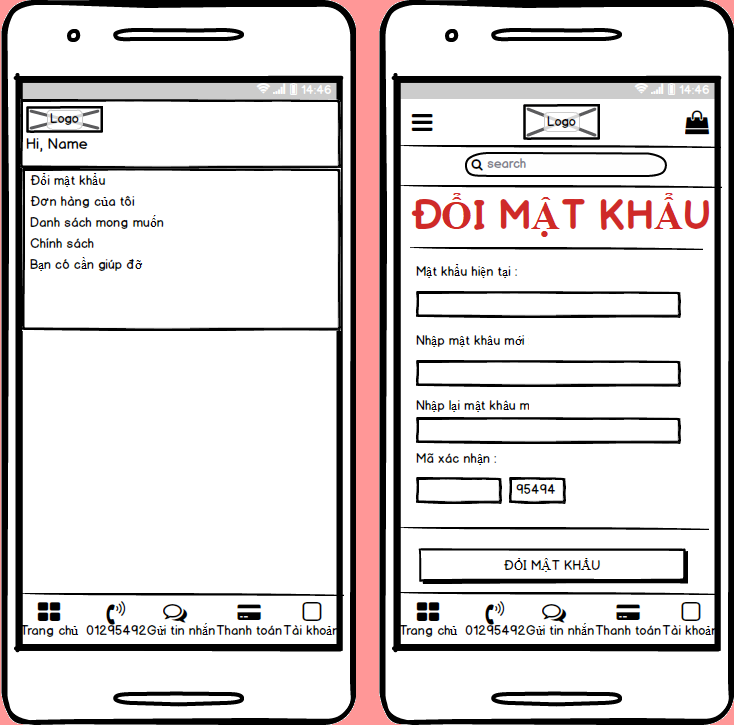 14:46
Logo
Hi, Name
Đổi mật khẩu
Đơn hàng của tôi
Danh sách mong muốn
Chính sách
Bạn có cần giúp đỡ
Trang chủ 01295492 Gửi tin nhắn Thanh toán Tài khoản
14:46
Logo
search
ĐỔI MẬT KHẨU
Mật khẩu hiện tại :
Nhập mật khẩu mới
Nhập lại mật khẩu m
Mã xác nhận :
95494
ĐỔI MẬT KHẨU
Trang chủ 01295492 Gửi tin nhắn Thanh toán Tài khoản